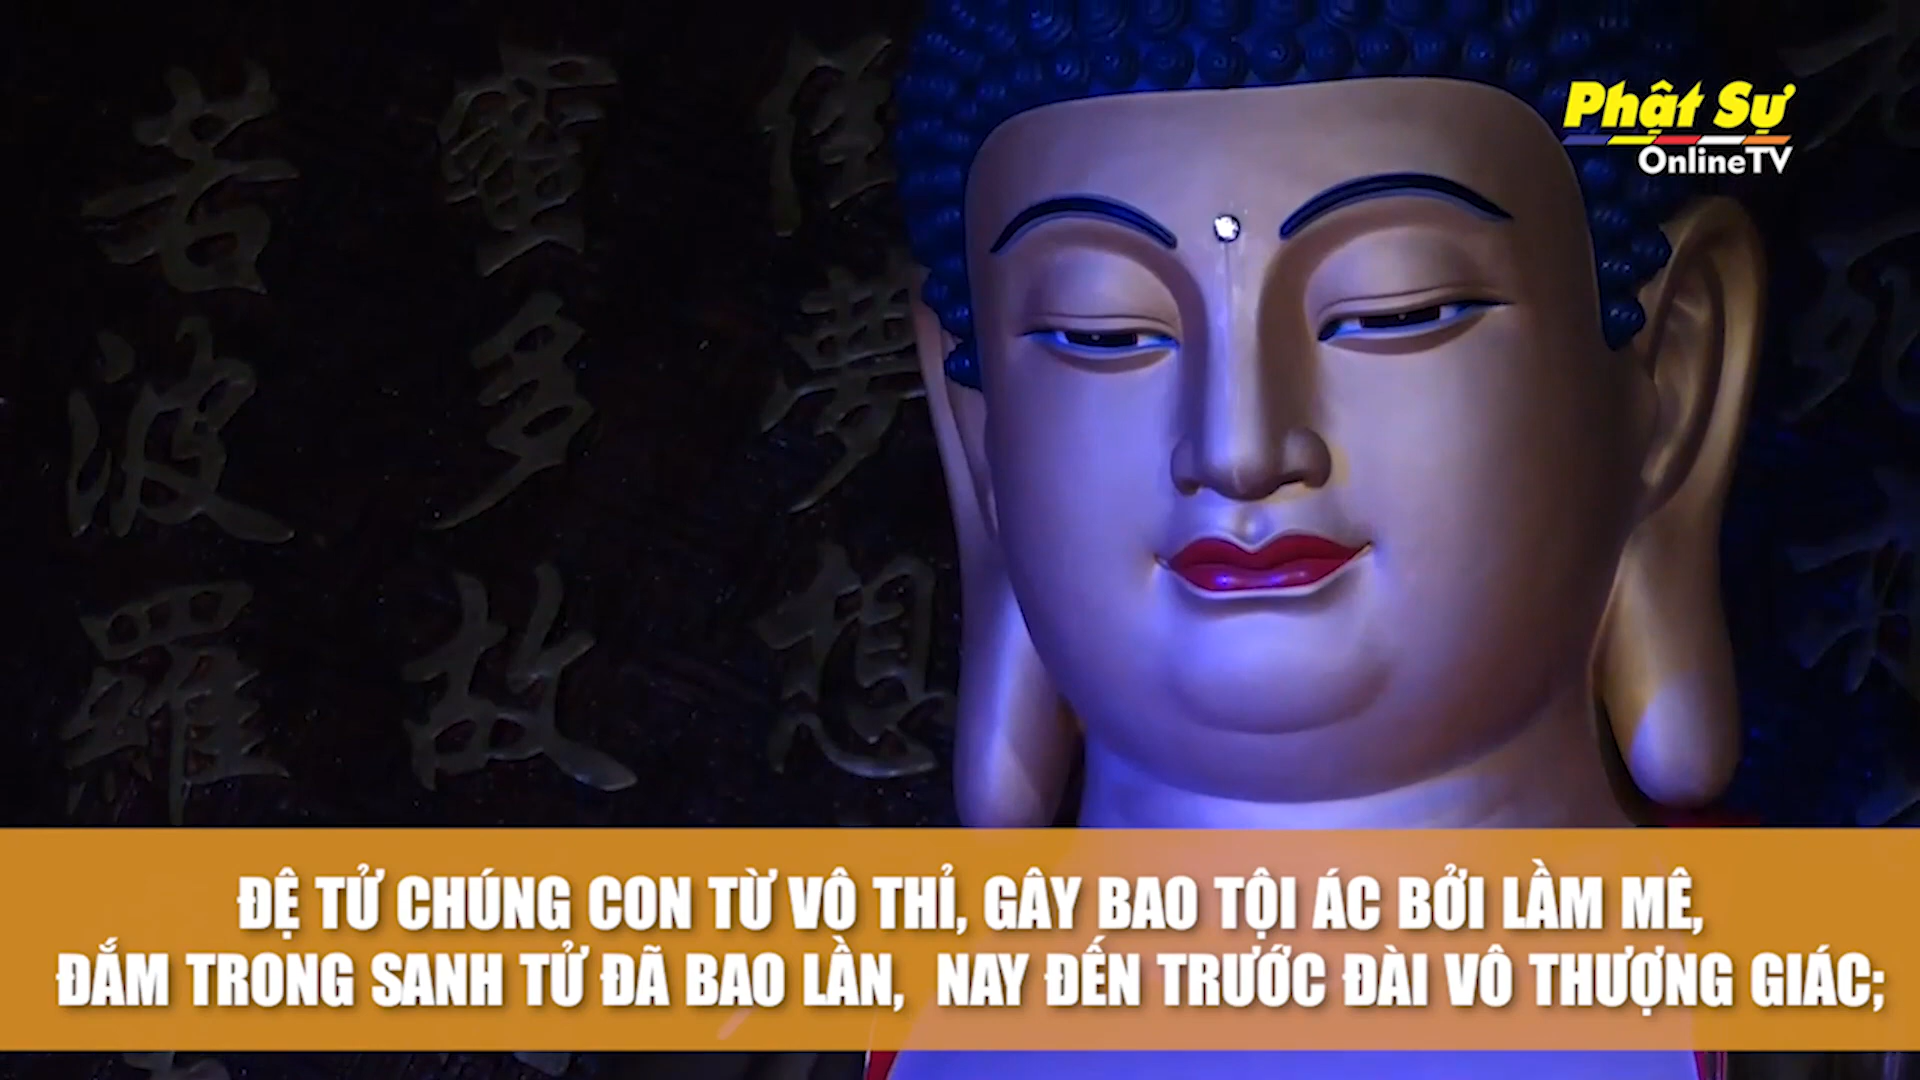 Phật Sự
OnlineTV
苦
波
羅
蜜
多
故
夢
想
ĐỆ TỬ CHÚNG CON TỪ VÔ THỈ, GÂY BAO TỘI ÁC BỞI LẦM MÊ,
ĐẮM TRONG SANH TỬ ĐÃ BAO LẦN, NAY ĐẾN TRƯỚC ĐÀI VÔ THƯỢNG GIÁC;